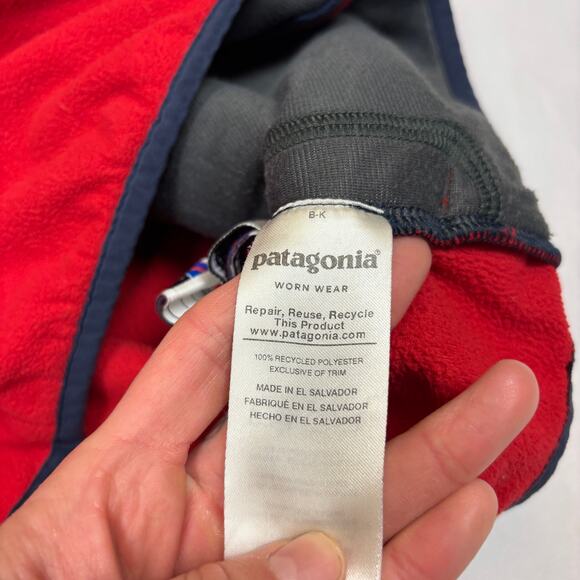 B-K
patagonia®
WORN WEAR
Repair, Reuse, Recycle
This Product
www.patagonia.com
100% RECYCLED POLYESTER
EXCLUSIVE OF TRIM
MADE IN EL SALVADOR
FABRIQUÉ EN EL SALVADOR
HECHO EN EL SALVADOR